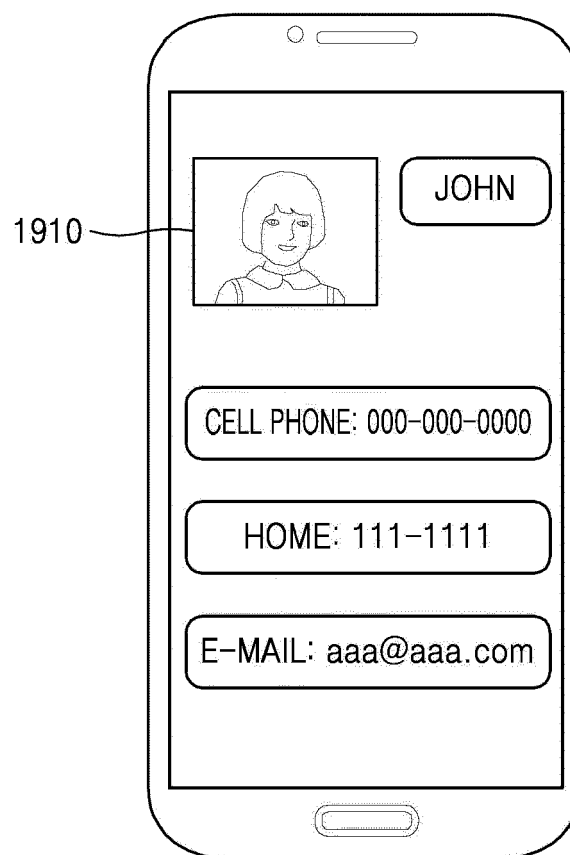 JOHN
1910
CELL PHONE: 000-000-0000
HOME: 111-1111
E-MAIL: aaa@aaa.com